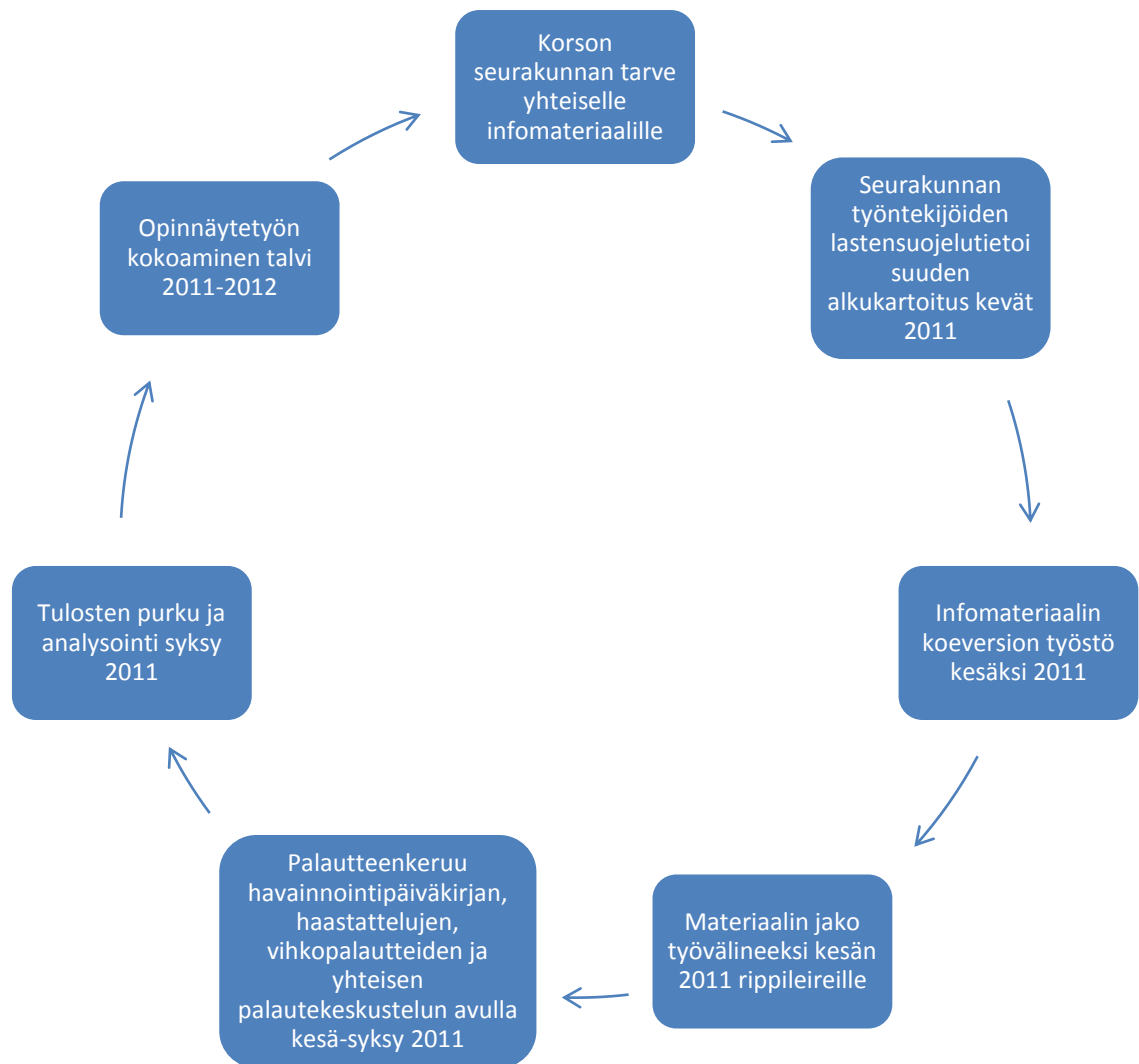 Korson
seurakunnan tarve
yhteiselle
infomateriaalille
Seurakunnan
työntekijöiden
lastensuojelutietoi
suuden
alkukartoitus kevät
2011
Infomateriaalin
koeversion työstö
kesäksi 2011
Materiaalin jako
työvälineeksi kesän
2011 rippileireille
Palautteenkeruu
havainnointipäiväkirjan,
haastattelujen,
vihkopalautteiden ja
yhteisen
palautekeskustelun avulla
kesä-syksy 2011
Tulosten purku ja
analysointi syksy
2011
Opinnäytetyön
kokoaminen talvi
2011-2012